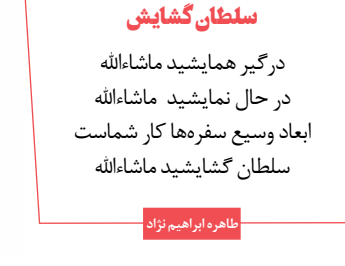 سلطان گشایش
درگیر همایشید ماشاءالله
در حال نمایشید ماشاءالله
ابعاد وسیع سفره‌ها کار شماست
سلطان گشایشید ماشاءالله
طاهره ابراهیم نژاد